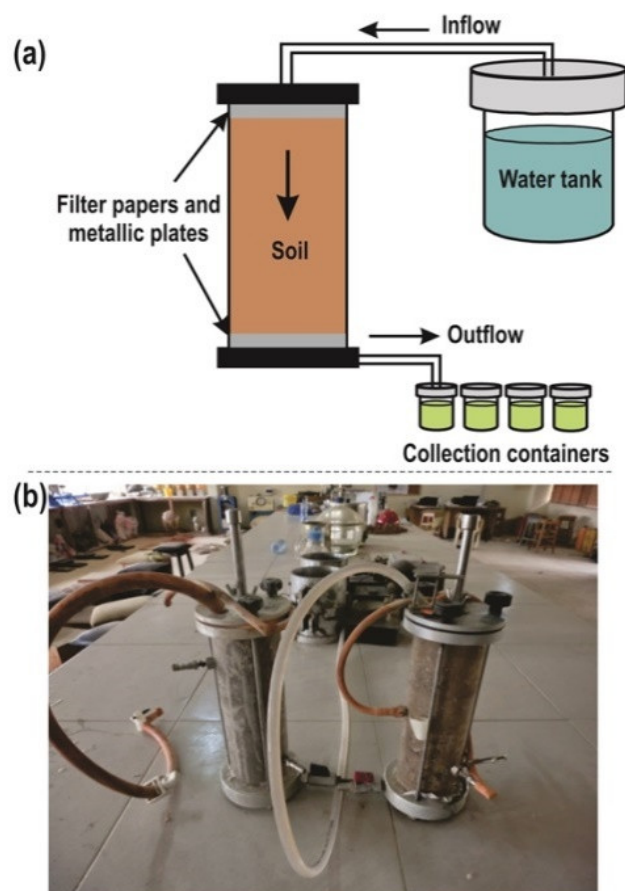 (a)
Inflow
Water tank
Filter papers and
metallic plates
Soil
Outflow
Collection containers
(b)